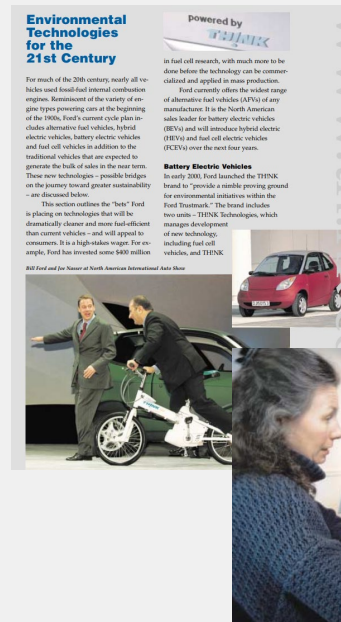 Environmental
Technologies
for the
21st Century
For much of the 20th century, nearly all ve-
hicles used fossil-fuel internal combustion
engines. Reminiscent of the variety of en-
gine types powering cars at the beginning
of the 1900s, Ford's current cycle plan in-
cludes alternative fuel vehicles, hybrid
electric vehicles, battery electric vehicles
and fuel cell vehicles in addition to the
traditional vehicles that are expected to
generate the bulk of sales in the near term.
These new technologies – possible bridges
on the journey toward greater sustainability
– are discussed below.
This section outlines the "bets" Ford
is placing on technologies that will be
dramatically cleaner and more fuel-efficient
than current vehicles – and will appeal to
consumers. It is a high-stakes wager. For ex-
ample, Ford has invested some $400 million
powered by
TH!NK
in fuel cell research, with much more to be
done before the technology can be commer-
cialized and applied in mass production.
Ford currently offers the widest range
of alternative fuel vehicles (AFVs) of any
manufacturer. It is the North American
sales leader for battery electric vehicles
(BEVs) and will introduce hybrid electric
(HEVs) and fuel cell electric vehicles
(FCEVs) over the next four years.
Battery Electric Vehicles
In early 2000, Ford launched the TH!NK
brand to "provide a nimble proving ground
for environmental initiatives within the
Ford Trustmark." The brand includes
two units – TH!NK Technologies, which
manages development
of new technology,
including fuel cell
vehicles, and TH!NK
Bill Ford and Jac Nasser at North American International Auto Show